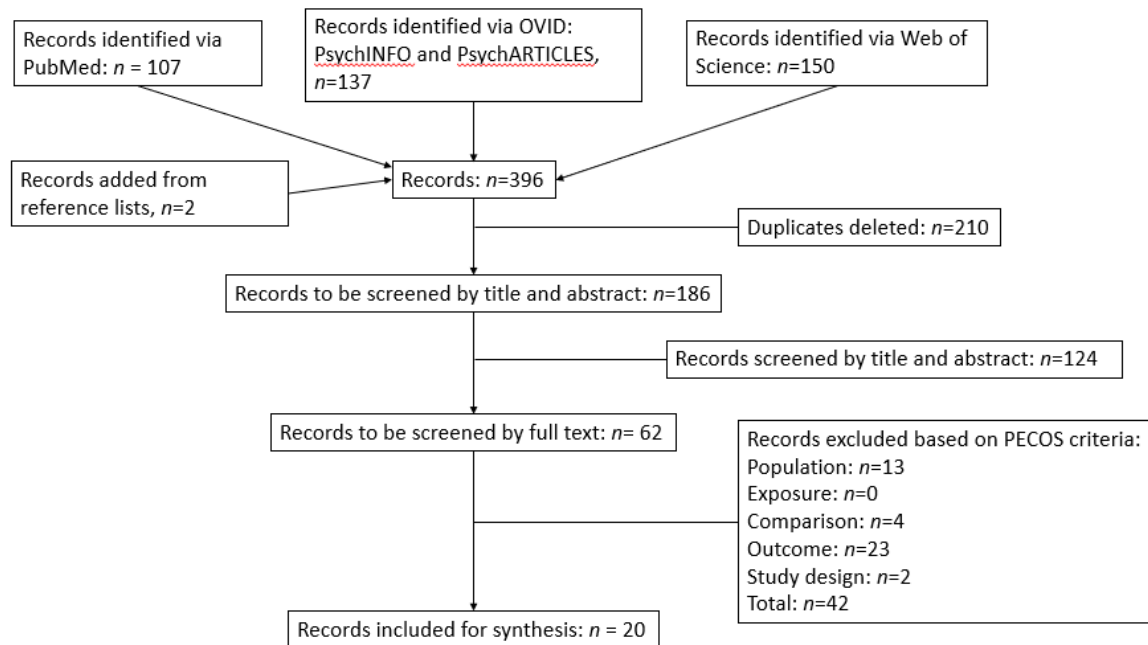 Records identified via
PubMed: n = 107
Records identified via OVID:
PsychINFO and PsychARTICLES,
n=137
Records identified via Web of
Science: n=150
Records added from
reference lists, n=2
Records: n=396
Duplicates deleted: n=210
Records to be screened by title and abstract: n=186
Records screened by title and abstract: n=124
Records to be screened by full text: n= 62
Records excluded based on PECOS criteria:
Population: n=13
Exposure: n=0
Comparison: n=4
Outcome: n=23
Study design: n=2
Total: n=42
Records included for synthesis: n = 20